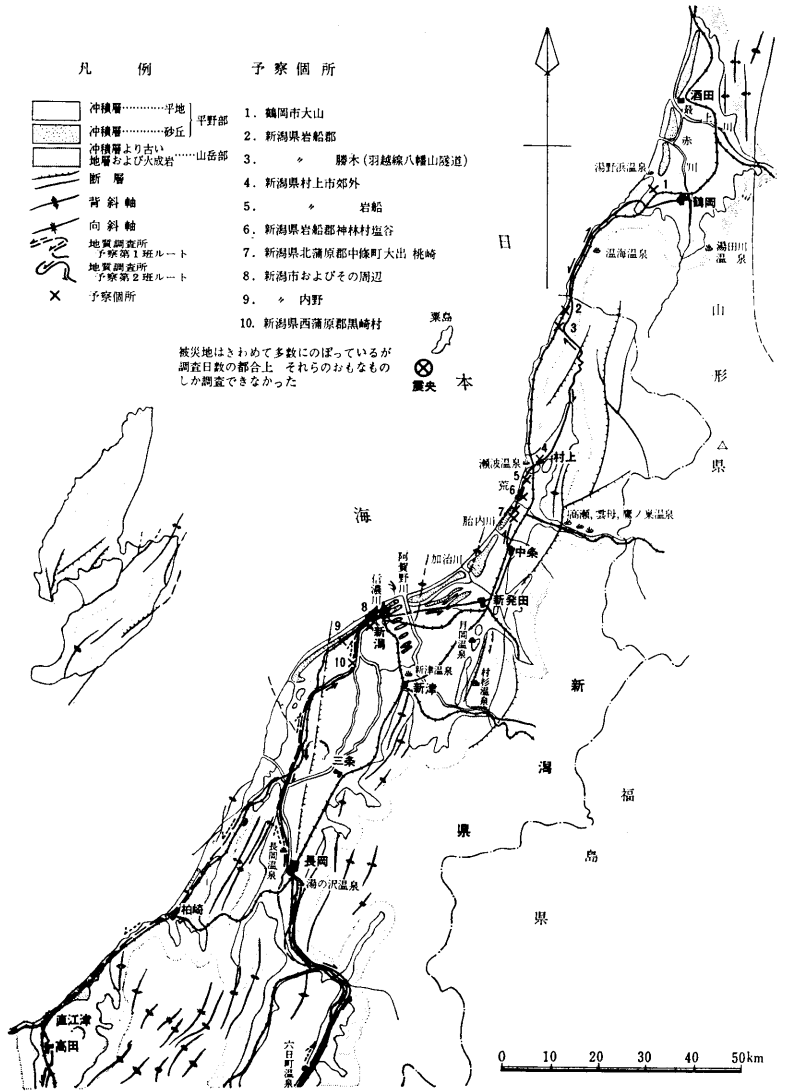 凡 例
冲積層…………平地
冲積層…………砂丘
平野部
冲積層より古い
地層および火成岩……山岳部
断層
背斜軸
向斜軸
地質調査所
予察第1班ルート
地質調査所
予察第2班ルート
× 予察個所
予察個所
1. 鶴岡市大山
2. 新潟県岩船郡
3. 〃 勝木(羽越線八幡山隧道)
4. 新潟県村上市郊外
5. 〃 岩船
6. 新潟県岩船郡神林村塩谷
7. 新潟県北蒲原郡中條町大出 桃崎
8. 新潟市およびその周辺
9. 〃 内野
10. 新潟県西蒲原郡黒崎村
被災地はきわめて多数にのぼっているが
調査日数の都合上 それらのおもなもの
しか調査できなかった
粟島
震央
日
本
海
酒田
最
上
川
赤
川
湯野浜温泉
1
鶴岡
湯田川
温泉
温海温泉
山
形
県
2
3
4
村上
瀬波温泉
5
荒
6
7
高瀬, 雲母, 鷹ノ巣温泉
胎内川
中条
加治川
阿賀野川
信濃川
新発田
8
新潟
9
10
月岡温泉
村杉温泉
新津温泉
新津
新
潟
県
福
島
県
三条
長岡温泉
長岡
湯の沢温泉
柏崎
直江津
高田
六日町温泉
0 10 20 30 40 50km